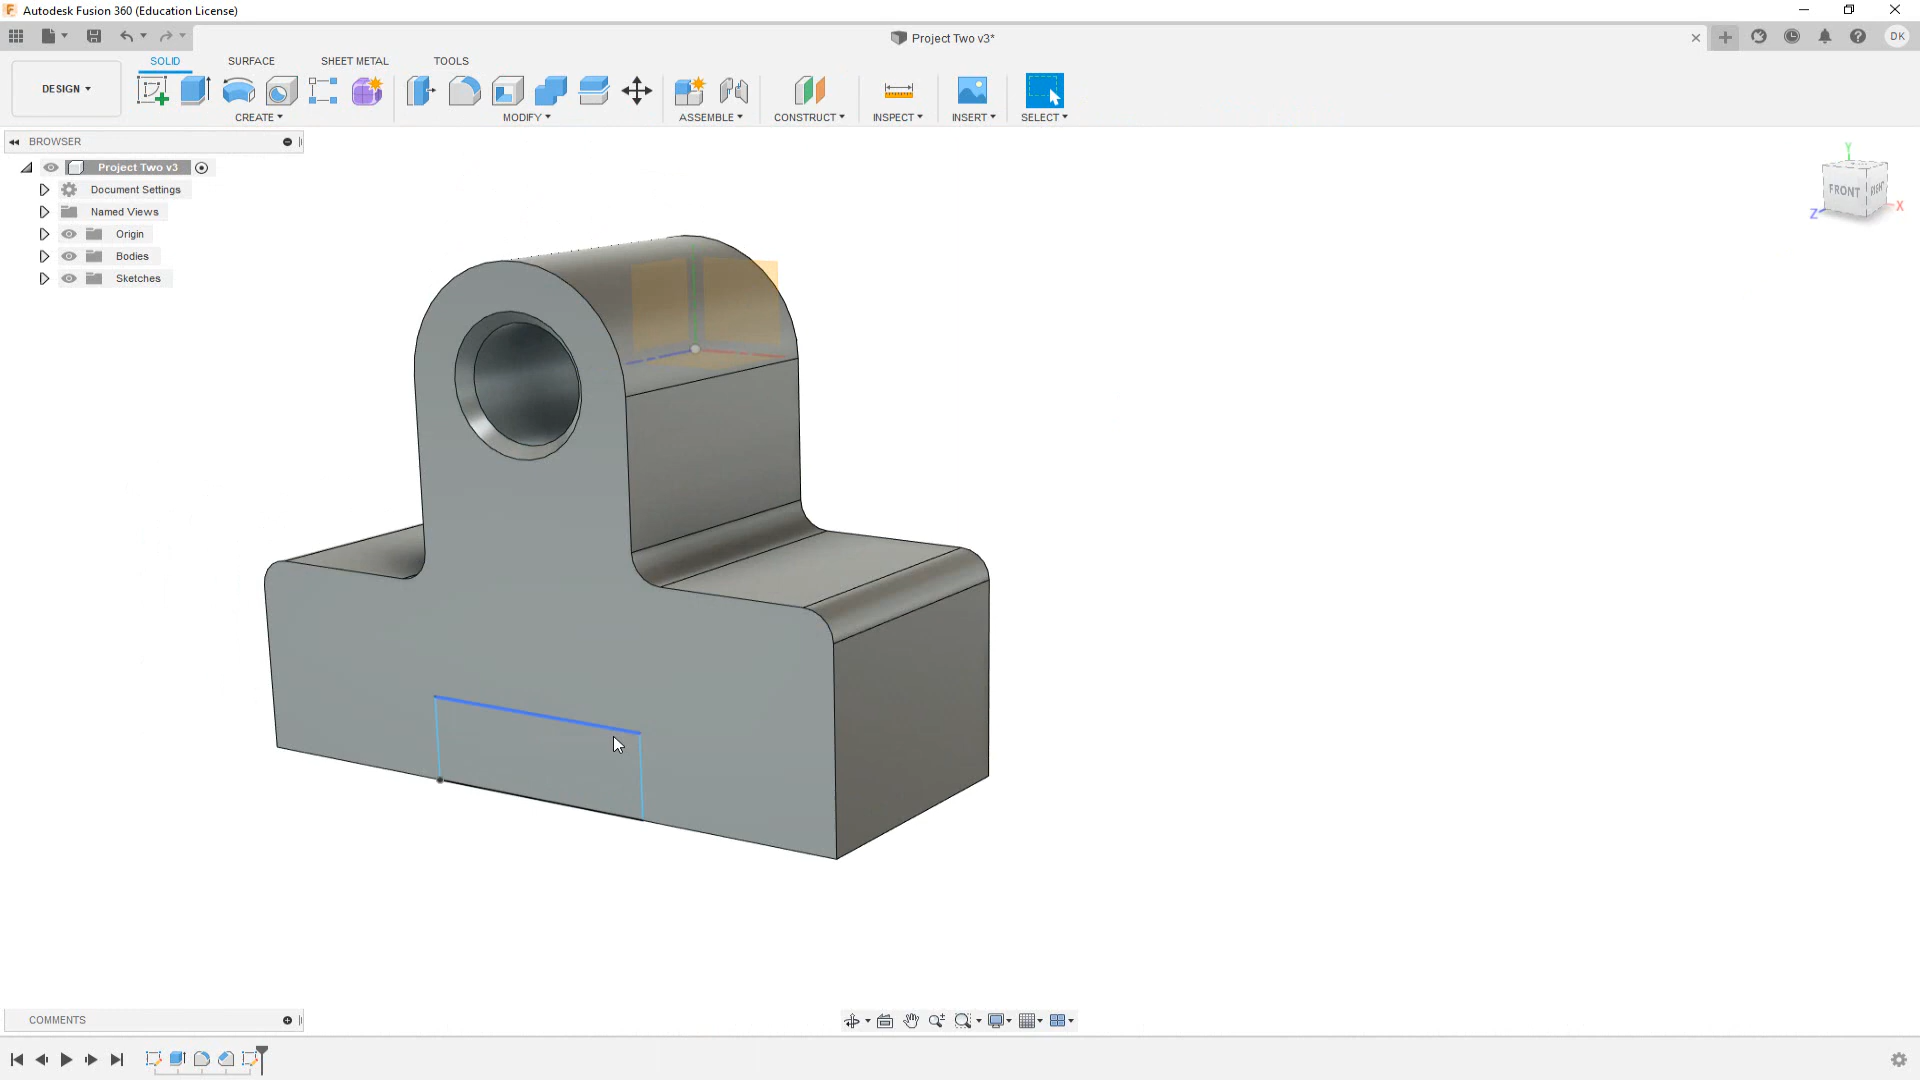 Autodesk Fusion 360 (Education License)
Project Two v3*
DK
DESIGN
SOLID
SURFACE
SHEET METAL
TOOLS
CREATE
MODIFY
ASSEMBLE
CONSTRUCT
INSPECT
INSERT
SELECT
BROWSER
Project Two v3
Document Settings
Named Views
Origin
Bodies
Sketches
Y
FRONT
RIGHT
Z
X
COMMENTS